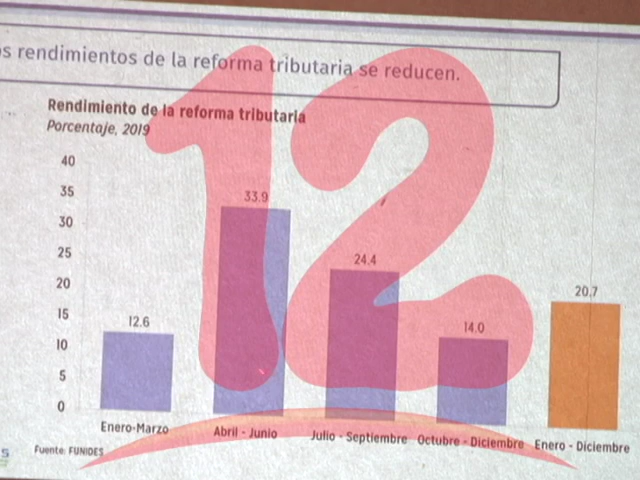 s rendimientos de la reforma tributaria se reducen.
Rendimiento de la reforma tributaria
Porcentaje, 2019
40
35
30
25
20
15
10
5
0
12.6
33.9
24.4
14.0
20.7
Enero-Marzo
Abril - Junio
Julio - Septiembre
Octubre - Diciembre
Enero - Diciembre
Fuente: FUNIDES
S
12